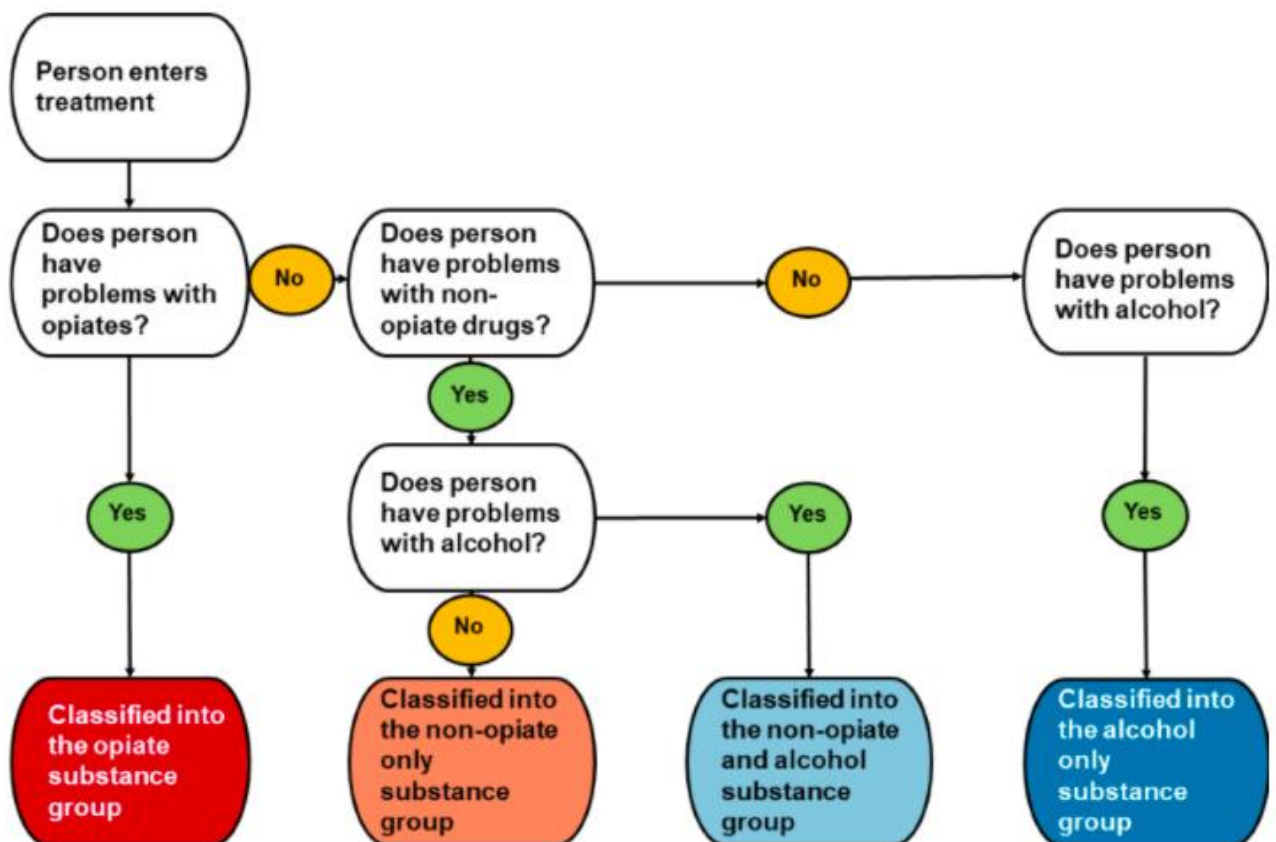 Person enters
treatment
Does person
have
problems with
opiates?
No
Does person
have problems
with non-
opiate drugs?
No
Does person
have problems
with alcohol?
Yes
Does person
have problems
with alcohol?
Yes
Yes
Yes
No
Classified into
the opiate
substance
group
Classified into
the non-opiate
only
substance
group
Classified into
the non-opiate
and alcohol
substance
group
Classified into
the alcohol
only
substance
group